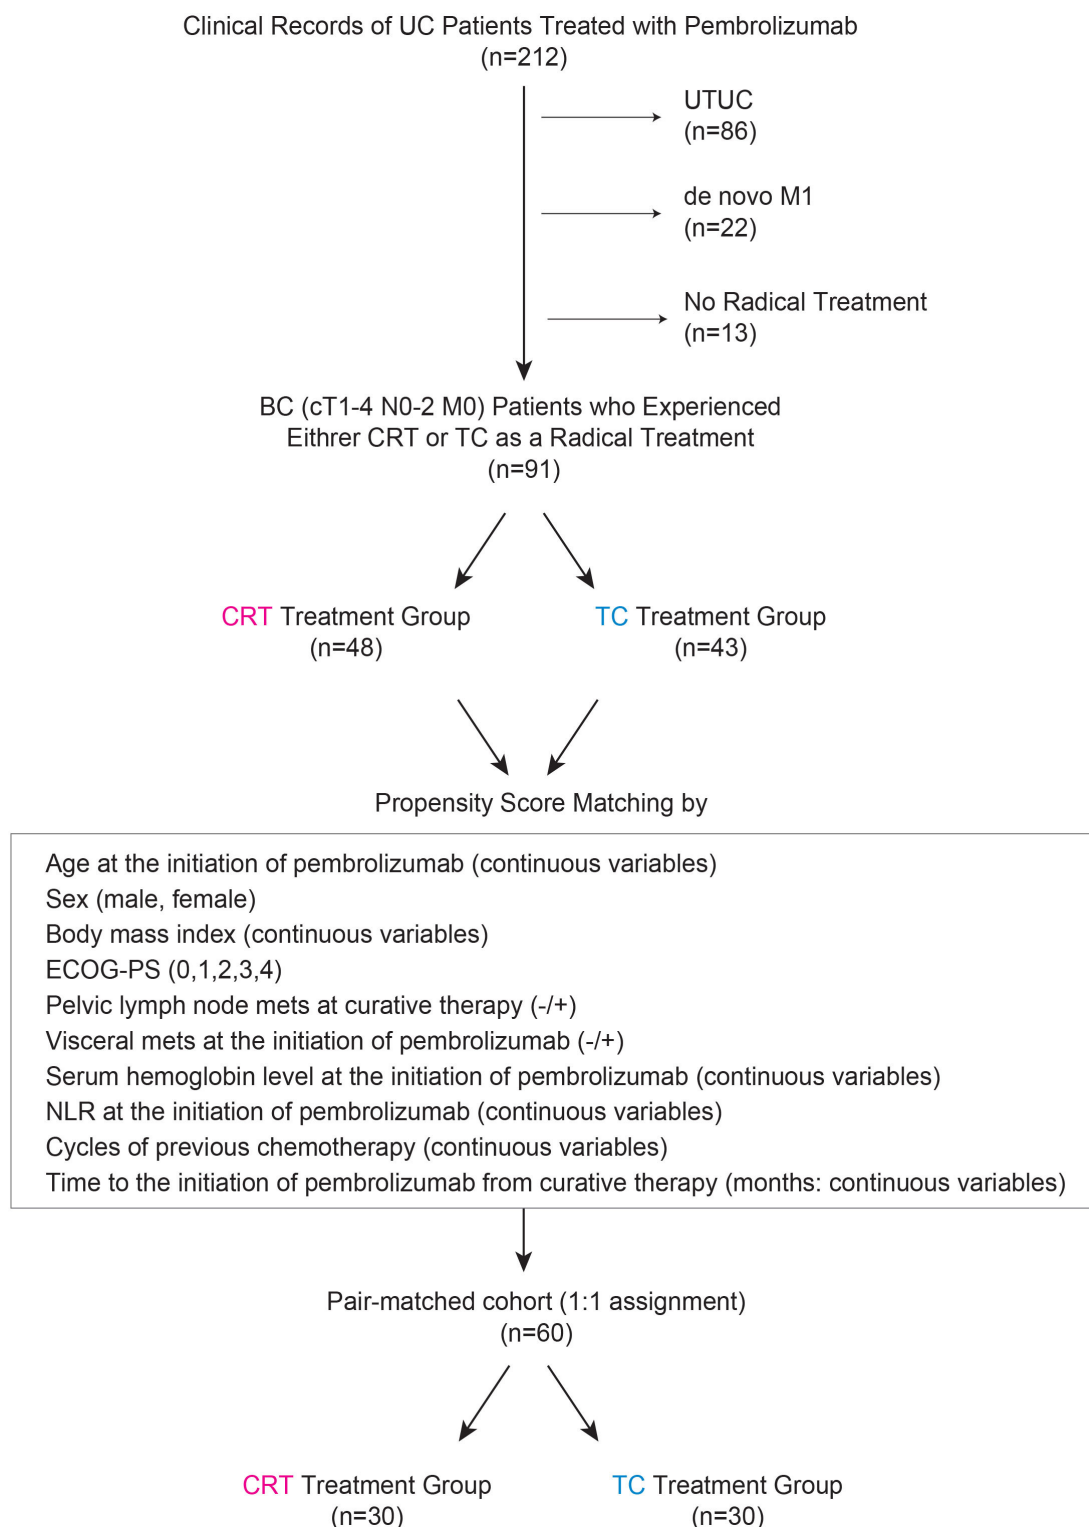 Clinical Records of UC Patients Treated with Pembrolizumab
(n=212)
UTUC
(n=86)
de novo M1
(n=22)
No Radical Treatment
(n=13)
BC (cT1-4 N0-2 M0) Patients who Experienced
Eithrer CRT or TC as a Radical Treatment
(n=91)
CRT Treatment Group
(n=48)
TC Treatment Group
(n=43)
Propensity Score Matching by
Age at the initiation of pembrolizumab (continuous variables)
Sex (male, female)
Body mass index (continuous variables)
ECOG-PS (0,1,2,3,4)
Pelvic lymph node mets at curative therapy (-/+)
Visceral mets at the initiation of pembrolizumab (-/+)
Serum hemoglobin level at the initiation of pembrolizumab (continuous variables)
NLR at the initiation of pembrolizumab (continuous variables)
Cycles of previous chemotherapy (continuous variables)
Time to the initiation of pembrolizumab from curative therapy (months: continuous variables)
Pair-matched cohort (1:1 assignment)
(n=60)
CRT Treatment Group
(n=30)
TC Treatment Group
(n=30)